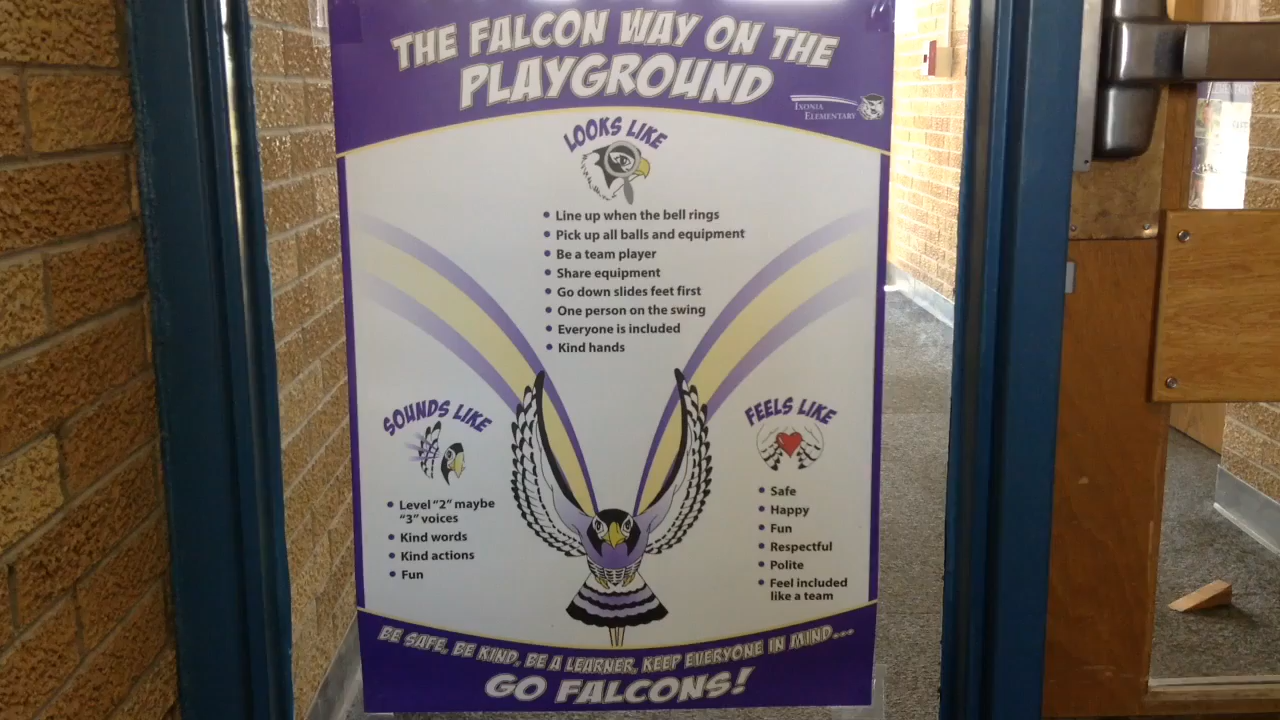 THE FALCON WAY ON THE
PLAYGROUND
IXONIA
ELEMENTARY
LOOKS LIKE
• Line up when the bell rings
• Pick up all balls and equipment
• Be a team player
• Share equipment
• Go down slides feet first
• One person on the swing
• Everyone is included
• Kind hands
SOUNDS LIKE
• Level "2" maybe
"3" voices
• Kind words
• Kind actions
• Fun
FEELS LIKE
• Safe
• Happy
• Fun
• Respectful
• Polite
• Feel included
like a team
BE SAFE, BE KIND, BE A LEARNER, KEEP EVERYONE IN MIND...
GO FALCONS!